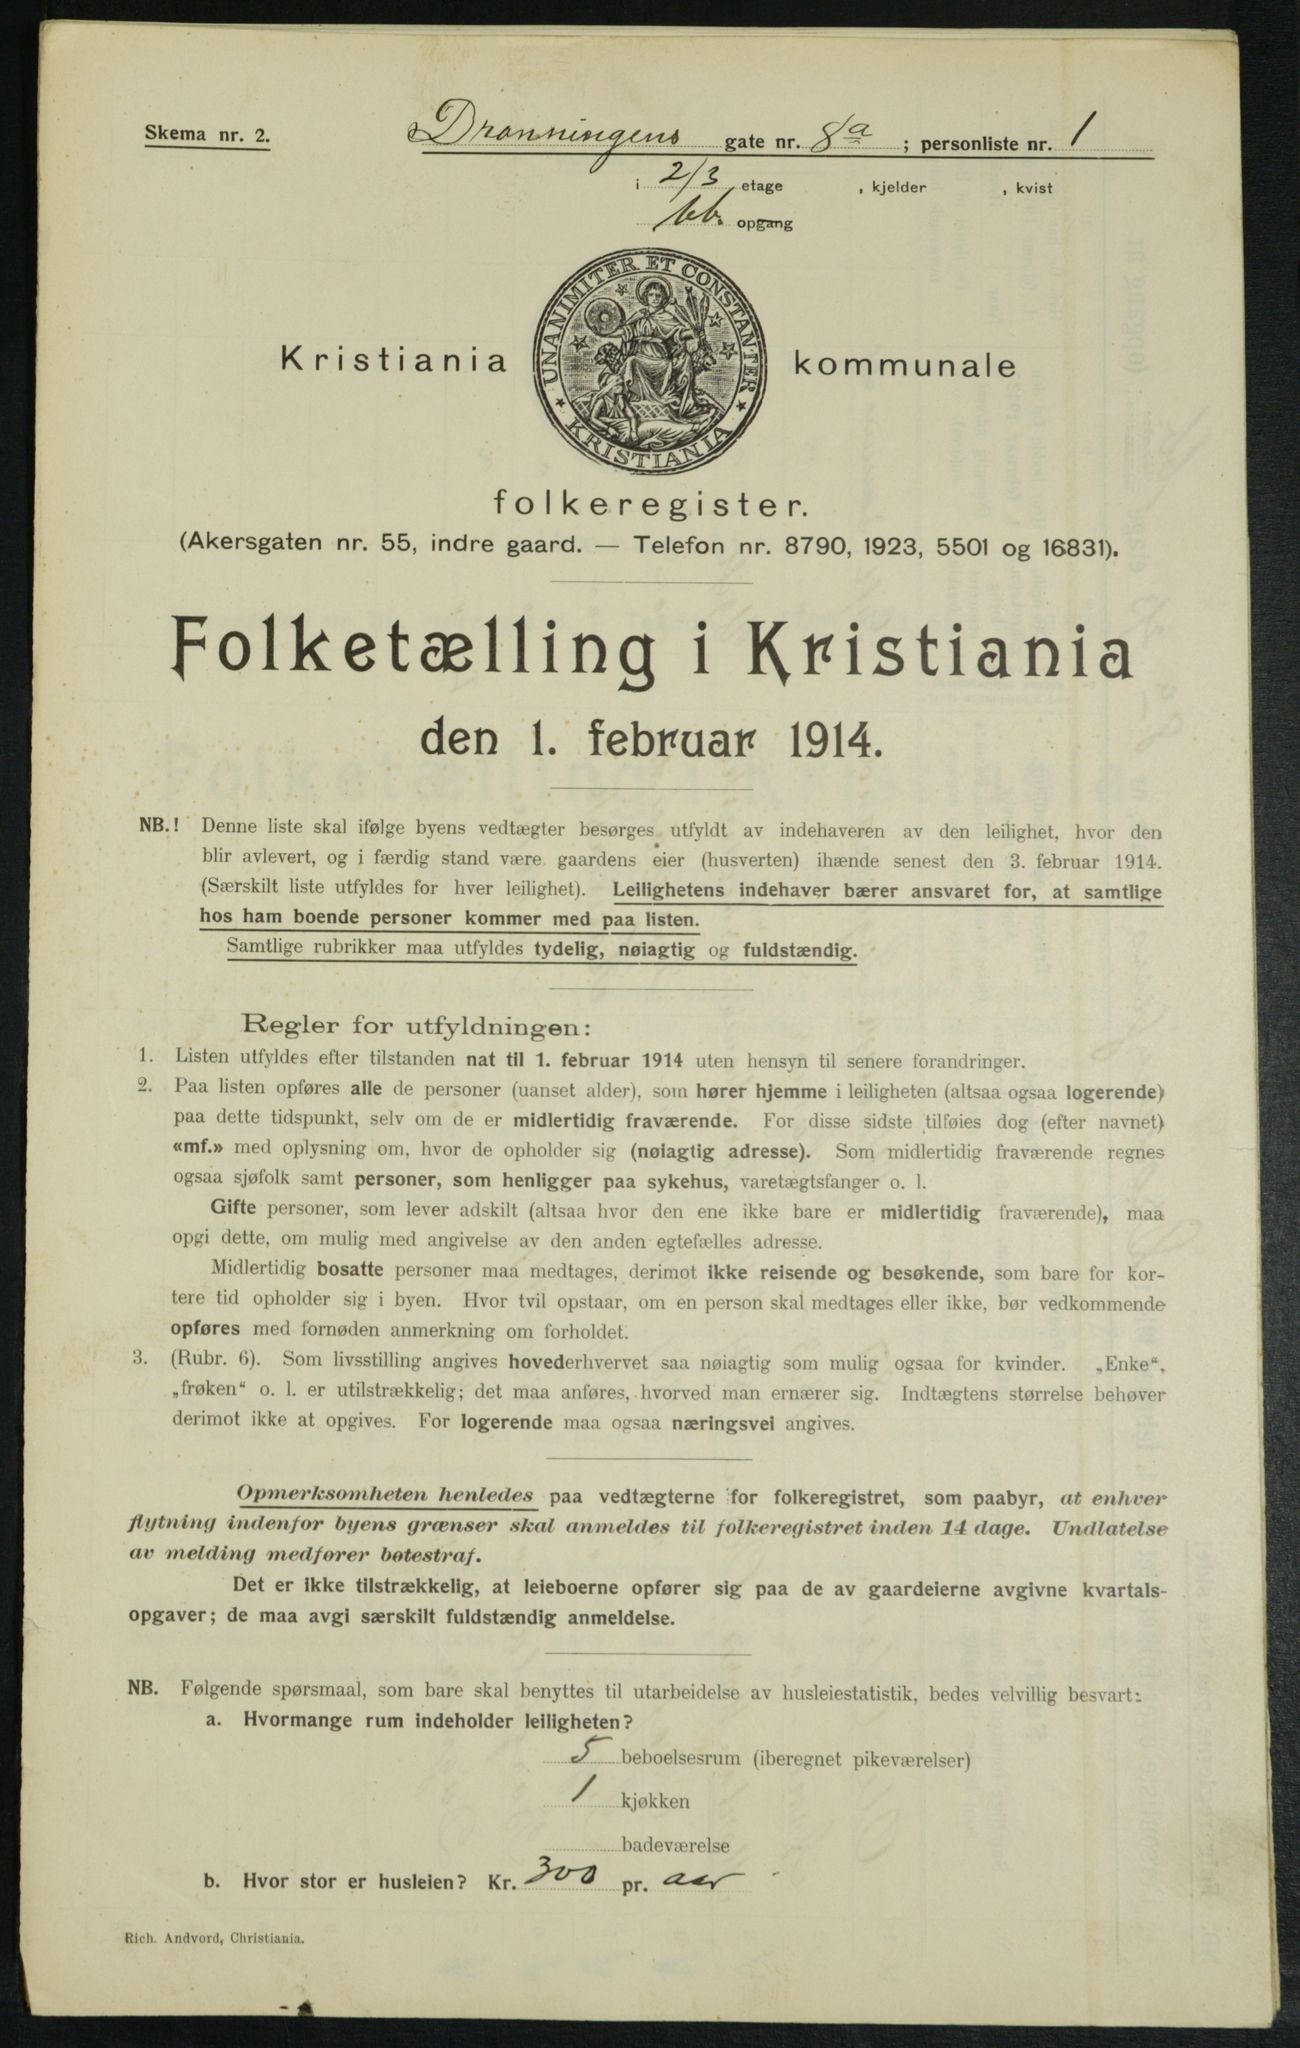 Skema nr. 2.
Dronningens gate nr. 8a ; personliste nr. 1
i 2/3 etage , kjelder , kvist
opgang
UNANIMITER ET CONSTANTER
★ KRISTIANIA ★
Kristiania kommunale
folkeregister.
(Akersgaten nr. 55, indre gaard. — Telefon nr. 8790, 1923, 5501 og 16831).
Folketælling i Kristiania
den 1. februar 1914.
NB.! Denne liste skal ifølge byens vedtægter besørges utfyldt av indehaveren av den leilighet, hvor den
blir avlevert, og i færdig stand være gaardens eier (husverten) ihænde senest den 3. februar 1914.
(Særskilt liste utfyldes for hver leilighet). Leilighetens indehaver bærer ansvaret for, at samtlige
hos ham boende personer kommer med paa listen.
Samtlige rubrikker maa utfyldes tydelig, nøiagtig og fuldstændig.
Regler for utfyldningen:
1. Listen utfyldes efter tilstanden nat til 1. februar 1914 uten hensyn til senere forandringer.
2. Paa listen opføres alle de personer (uanset alder), som hører hjemme i leiligheten (altsaa ogsaa logerende)
paa dette tidspunkt, selv om de er midlertidig fraværende. For disse sidste tilføies dog (efter navnet)
«mf.» med oplysning om, hvor de opholder sig (nøiagtig adresse). Som midlertidig fraværende regnes
ogsaa sjøfolk samt personer, som henligger paa sykehus, varetægtsfanger o. l.
Gifte personer, som lever adskilt (altsaa hvor den ene ikke bare er midlertidig fraværende), maa
opgi dette, om mulig med angivelse av den anden egtefælles adresse.
Midlertidig bosatte personer maa medtages, derimot ikke reisende og besøkende, som bare for kor-
tere tid opholder sig i byen. Hvor tvil opstaar, om en person skal medtages eller ikke, bør vedkommende
opføres med fornøden anmerkning om forholdet.
3. (Rubr. 6). Som livsstilling angives hovederhvervet saa nøiagtig som mulig ogsaa for kvinder. „Enke“,
„frøken“ o. l. er utilstrækkelig; det maa anføres, hvorved man ernærer sig. Indtægtens størrelse behøver
derimot ikke at opgives. For logerende maa ogsaa næringsvei angives.
Opmerksomheten henledes paa vedtægterne for folkeregistret, som paabyr, at enhver
flytning indenfor byens grænser skal anmeldes til folkeregistret inden 14 dage. Undlatelse
av melding medfører bøtestraf.
Det er ikke tilstrækkelig, at leieboerne opfører sig paa de av gaardeierne avgivne kvartals-
opgaver; de maa avgi særskilt fuldstændig anmeldelse.
NB. Følgende spørsmaal, som bare skal benyttes til utarbeidelse av husleiestatistik, bedes velvillig besvart:
a. Hvormange rum indeholder leiligheten?
5 beboelsesrum (iberegnet pikeværelser)
1 kjøkken
badeværelse
b. Hvor stor er husleien? Kr. 300 pr. aar
Rich. Andvord, Christiania.